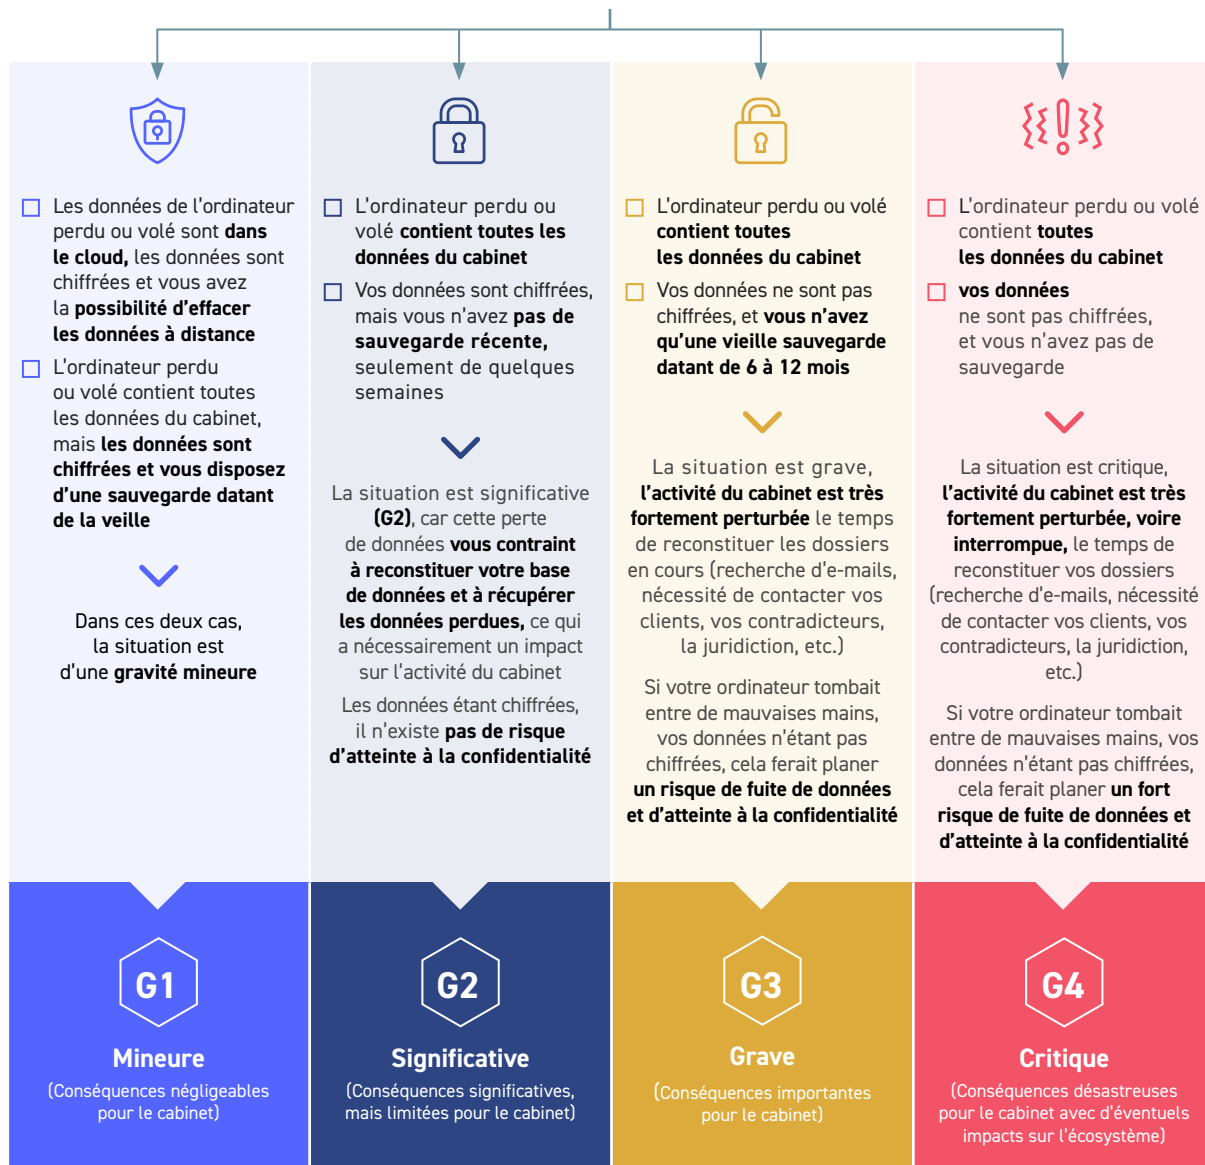 Les données de l'ordinateur
perdu ou volé sont dans
le cloud, les données sont
chiffrées et vous avez
la possibilité d'effacer
les données à distance
L'ordinateur perdu
ou volé contient toutes
les données du cabinet,
mais les données sont
chiffrées et vous disposez
d'une sauvegarde datant
de la veille
Dans ces deux cas,
la situation est
d'une gravité mineure
G1
Mineure
(Conséquences négligeables
pour le cabinet)
L'ordinateur perdu ou
volé contient toutes les
données du cabinet
Vos données sont chiffrées,
mais vous n'avez pas de
sauvegarde récente,
seulement de quelques
semaines
La situation est significative
(G2), car cette perte
de données vous contraint
à reconstituer votre base
de données et à récupérer
les données perdues, ce qui
a nécessairement un impact
sur l'activité du cabinet
Les données étant chiffrées,
il n'existe pas de risque
d'atteinte à la confidentialité
G2
Significative
(Conséquences significatives,
mais limitées pour le cabinet)
L'ordinateur perdu ou volé
contient toutes
les données du cabinet
Vos données ne sont pas
chiffrées, et vous n'avez
qu'une vieille sauvegarde
datant de 6 à 12 mois
La situation est grave,
l'activité du cabinet est très
fortement perturbée le temps
de reconstituer les dossiers
en cours (recherche d'e-mails,
nécessité de contacter vos
clients, vos contradicteurs,
la juridiction, etc.)
Si votre ordinateur tombait
entre de mauvaises mains,
vos données n'étant pas
chiffrées, cela ferait planer
un risque de fuite de données
et d'atteinte à la confidentialité
G3
Grave
(Conséquences importantes
pour le cabinet)
L'ordinateur perdu ou volé
contient toutes
les données du cabinet
vos données
ne sont pas chiffrées,
et vous n'avez pas de
sauvegarde
La situation est critique,
l'activité du cabinet est très
fortement perturbée, voire
interrompue, le temps de
reconstituer vos dossiers
(recherche d'e-mails, nécessité
de contacter vos clients, vos
contradicteurs, la juridiction,
etc.)
Si votre ordinateur tombait
entre de mauvaises mains, vos
données n'étant pas chiffrées,
cela ferait planer un fort
risque de fuite de données et
d'atteinte à la confidentialité
G4
Critique
(Conséquences désastreuses
pour le cabinet avec d'éventuels
impacts sur l'écosystème)